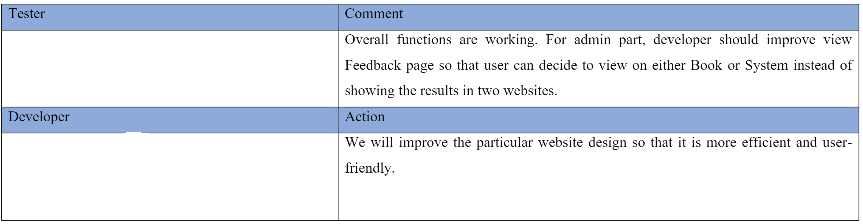 Tester Comment
Overall functions are working. For admin part, developer should improve view
Feedback page so that user can decide to view on either Book or System instead of
showing the results in two websites.
Developer Action
We will improve the particular website design so that it is more efficient and user-
friendly.